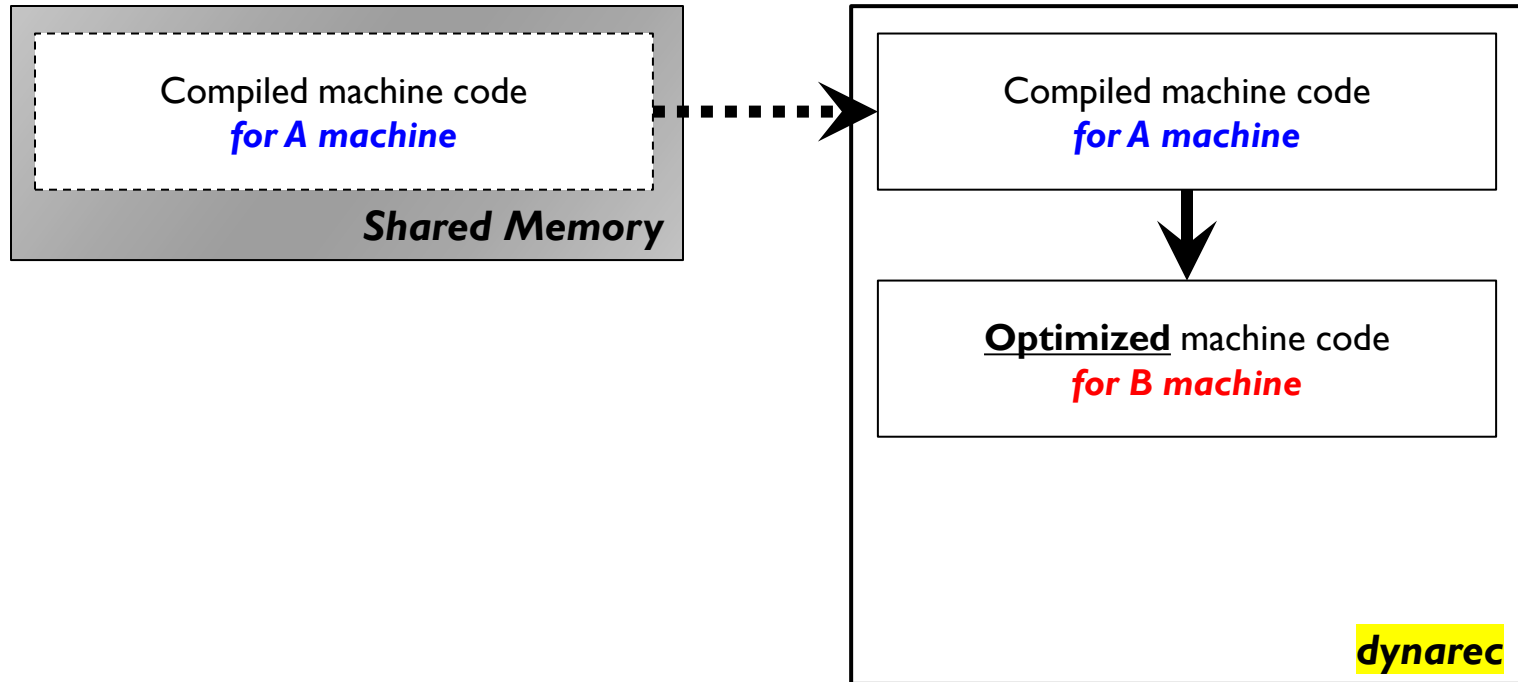 Compiled machine code
for A machine
Shared Memory
Compiled machine code
for A machine
Optimized machine code
for B machine
dynarec